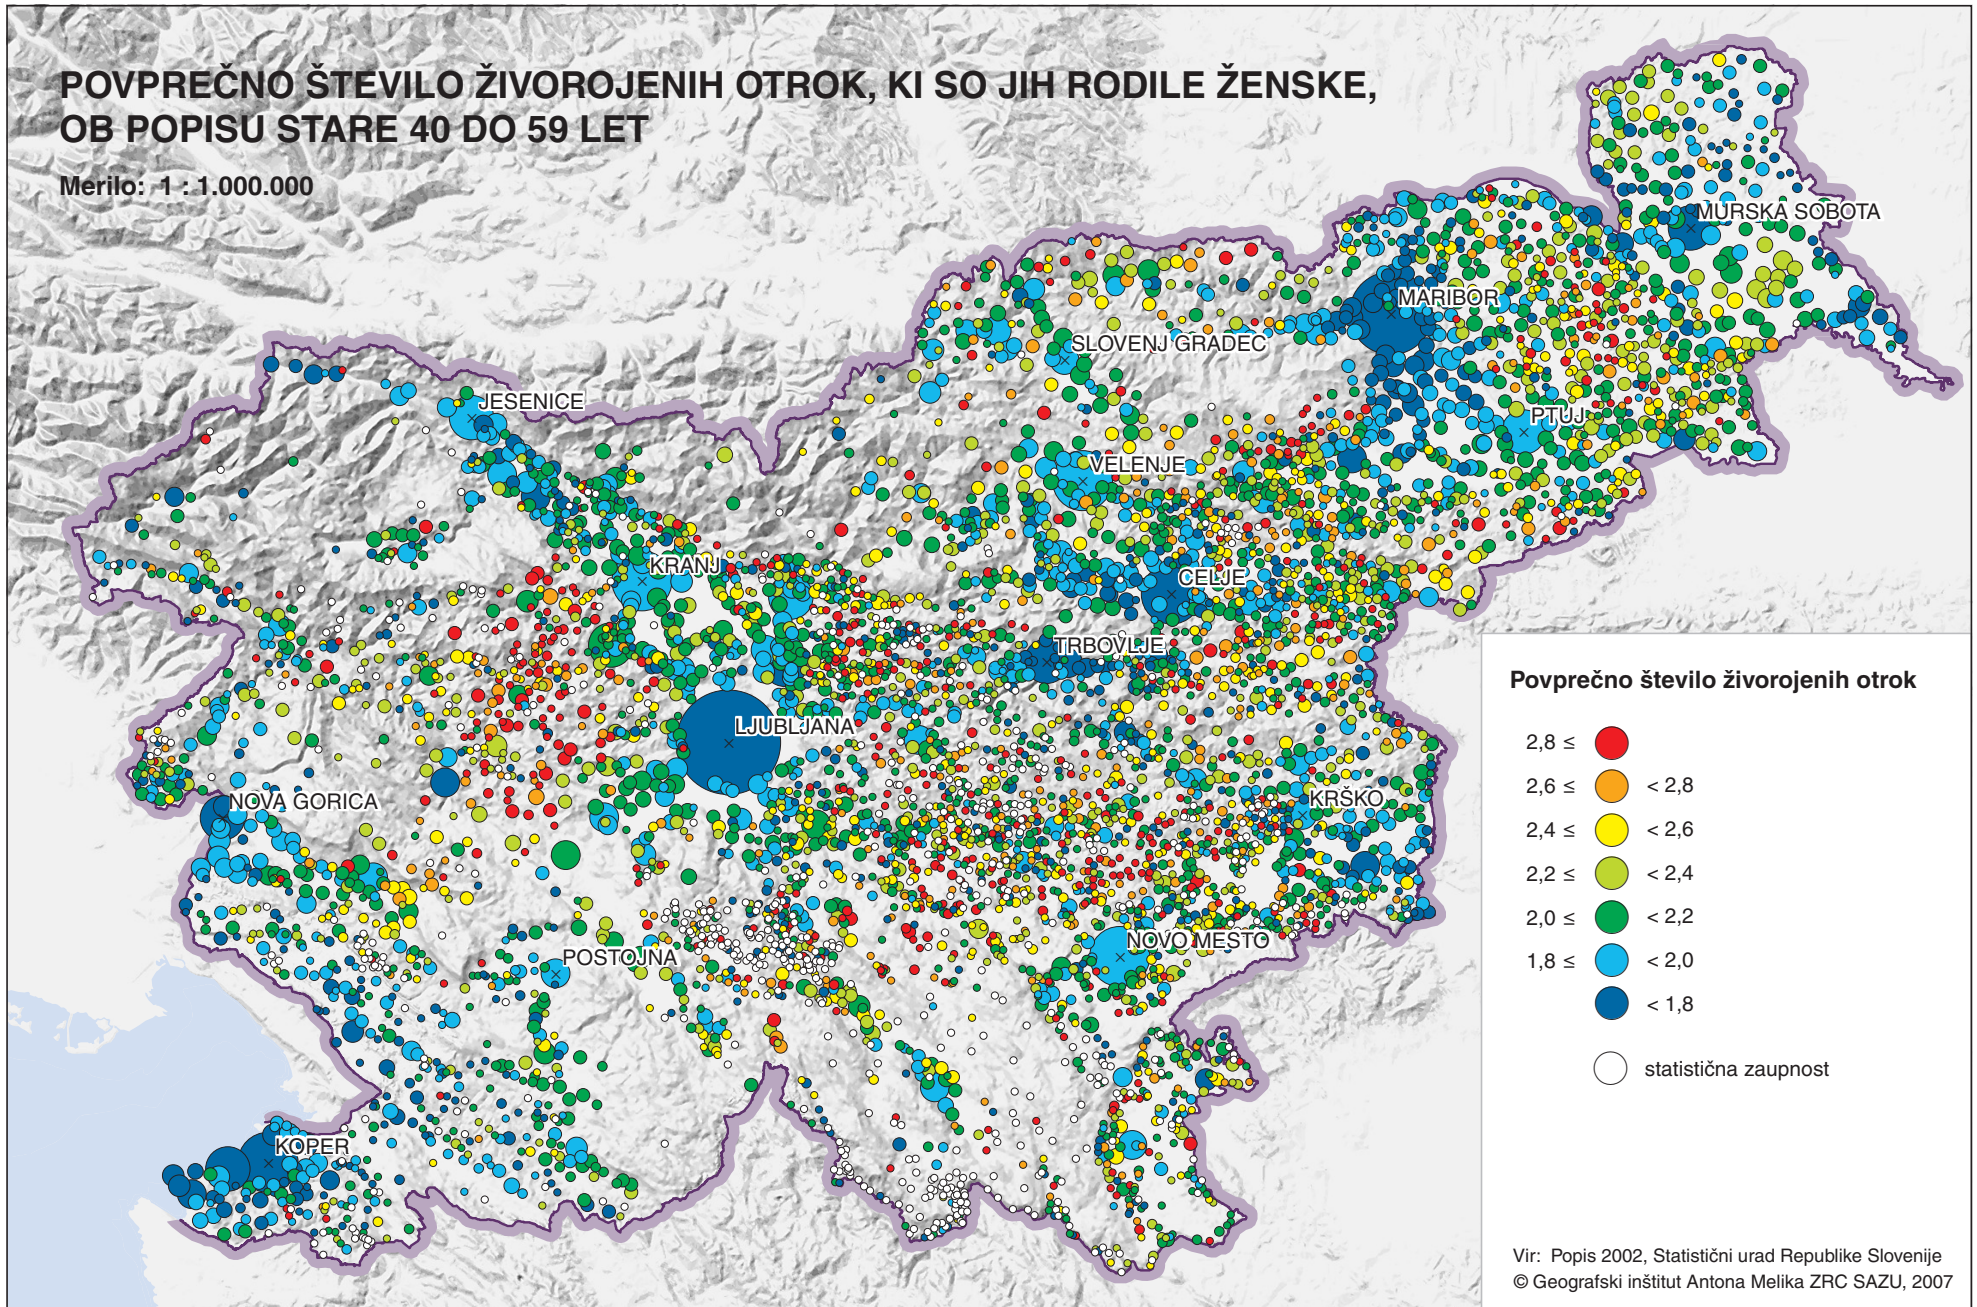 POVPREČNO ŠTEVILO ŽIVOROJENIH OTROK, KI SO JIH RODILE ŽENSKE,
OB POPISU STARE 40 DO 59 LET
Merilo: 1 : 1.000.000
MURSKA SOBOTA
MARIBOR
SLOVENJ GRADEC
JESENICE
PTUJ
VELENJE
KRANJ
CELJE
TRBOVLJE
LJUBLJANA
NOVA GORICA
KRŠKO
NOVO MESTO
POSTOJNA
KOPER
Povprečno število živorojenih otrok
2,8 ≤
2,6 ≤ < 2,8
2,4 ≤ < 2,6
2,2 ≤ < 2,4
2,0 ≤ < 2,2
1,8 ≤ < 2,0
< 1,8
statistična zaupnost
Vir: Popis 2002, Statistični urad Republike Slovenije
© Geografski inštitut Antona Melika ZRC SAZU, 2007